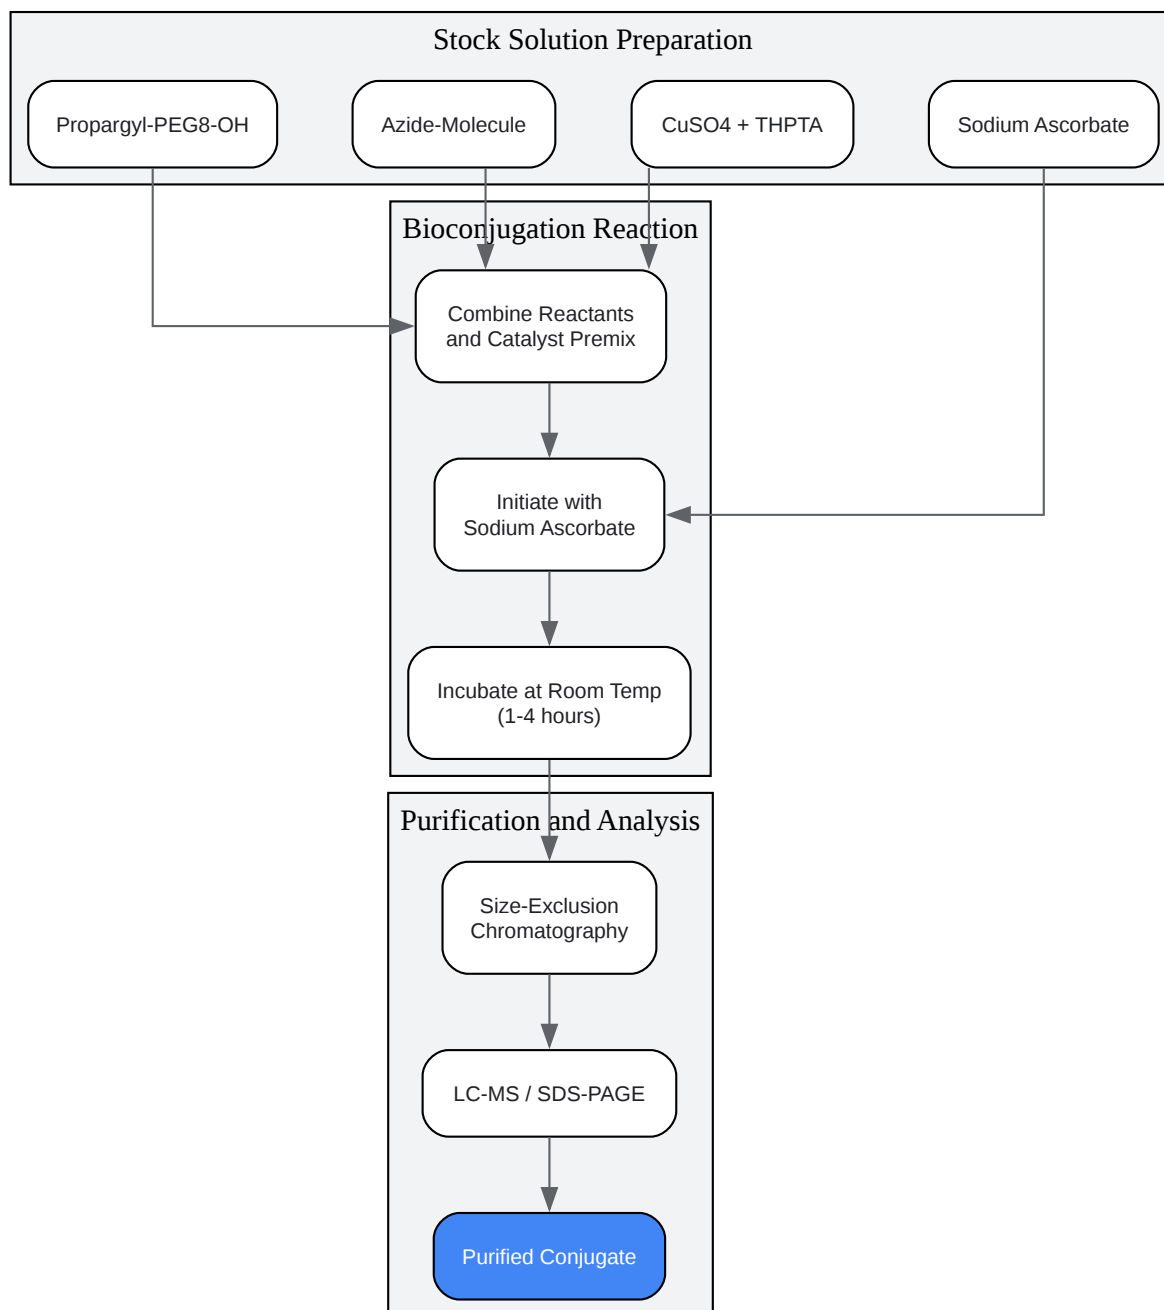 Stock Solution Preparation
Propargyl-PEG8-OH
Azide-Molecule
CuSO4 + THPTA
Sodium Ascorbate
Bioconjugation Reaction
Combine Reactants
and Catalyst Premix
Initiate with
Sodium Ascorbate
Incubate at Room Temp
(1-4 hours)
Purification and Analysis
Size-Exclusion
Chromatography
LC-MS / SDS-PAGE
Purified Conjugate